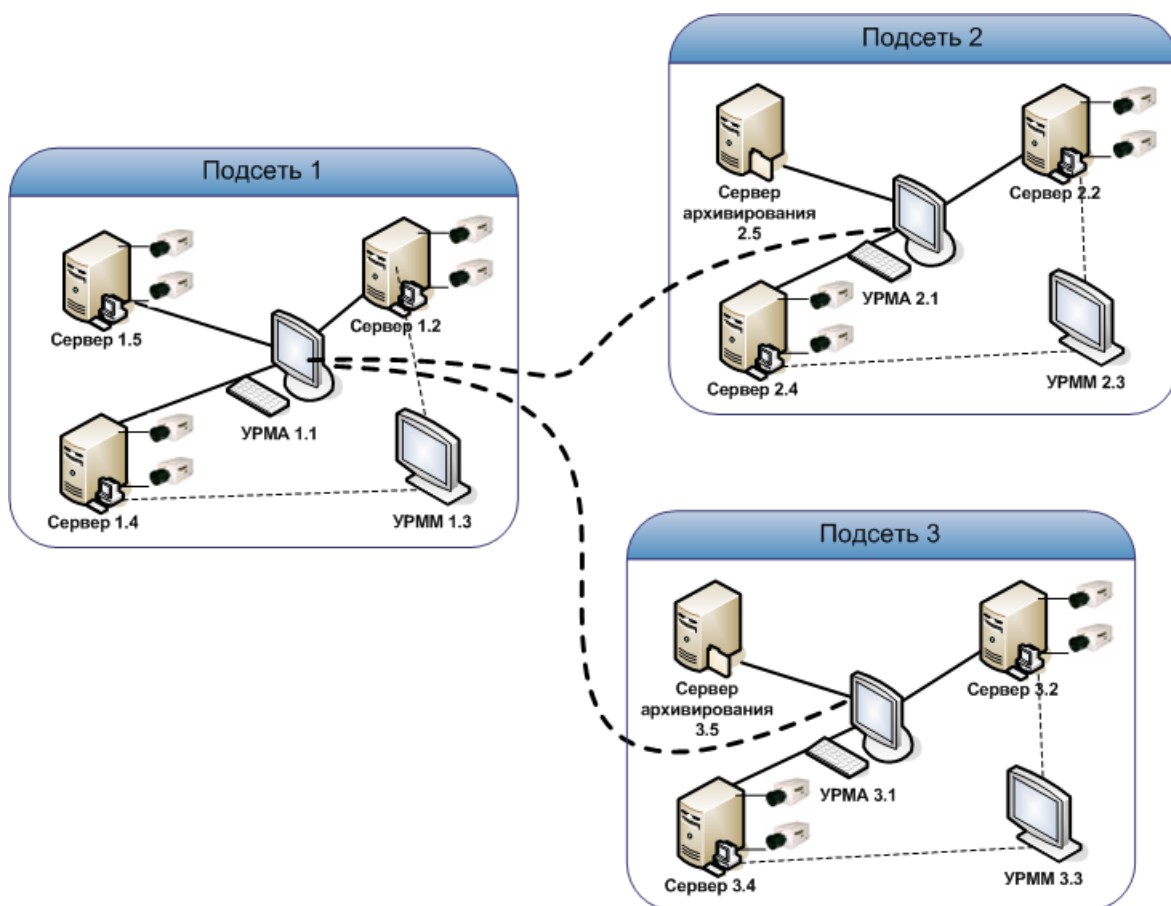 Подсеть 1
Сервер 1.5
Сервер 1.2
УРМА 1.1
Сервер 1.4
УРММ 1.3
Подсеть 2
Сервер
архивирования
2.5
Сервер 2.2
УРМА 2.1
Сервер 2.4
УРММ 2.3
Подсеть 3
Сервер
архивирования
3.5
Сервер 3.2
УРМА 3.1
Сервер 3.4
УРММ 3.3